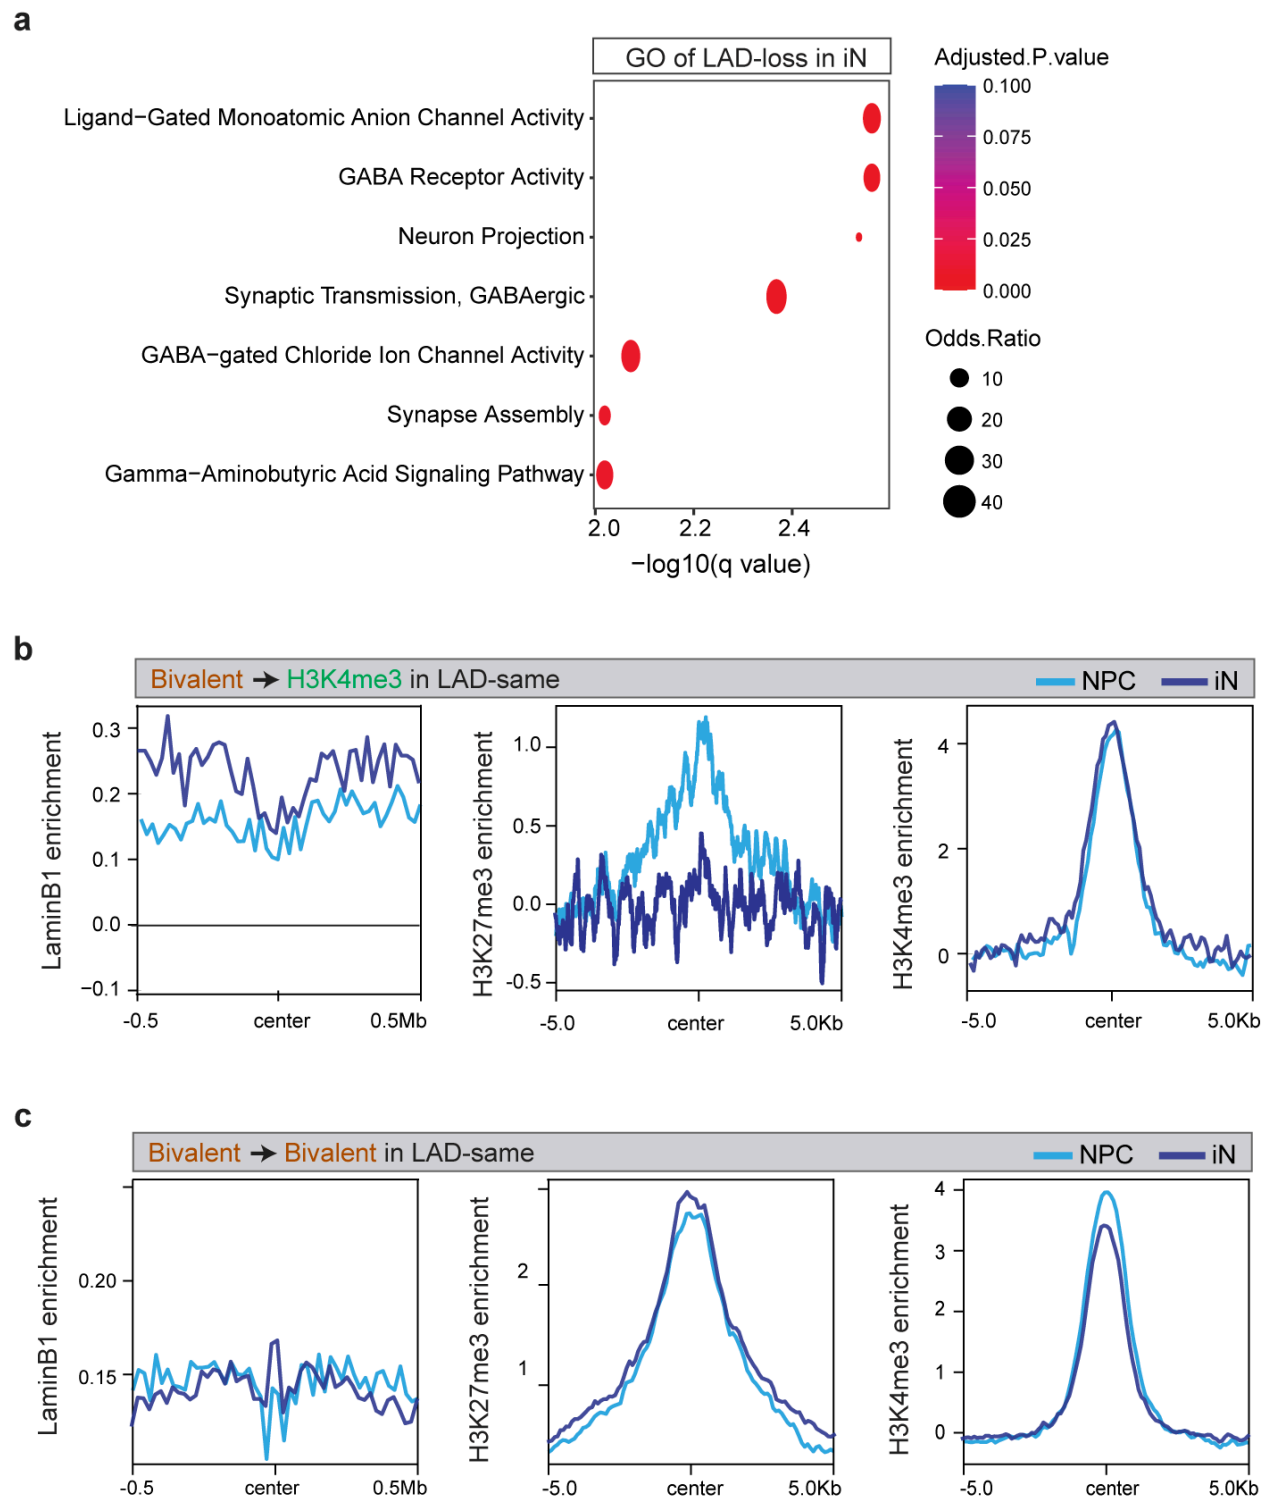 a
GO of LAD-loss in iN
Ligand−Gated Monoatomic Anion Channel Activity
GABA Receptor Activity
Neuron Projection
Synaptic Transmission, GABAergic
GABA−gated Chloride Ion Channel Activity
Synapse Assembly
Gamma−Aminobutyric Acid Signaling Pathway
2.0 2.2 2.4
−log10(q value)
Adjusted.P.value
0.100
0.075
0.050
0.025
0.000
Odds.Ratio
10
20
30
40
b
Bivalent → H3K4me3 in LAD-same NPC iN
LaminB1 enrichment
0.3
0.2
0.1
0.0
−0.1
-0.5 center 0.5Mb
H3K27me3 enrichment
1.0
0.5
0.0
-0.5
-5.0 center 5.0Kb
H3K4me3 enrichment
4
2
0
-5.0 center 5.0Kb
c
Bivalent → Bivalent in LAD-same NPC iN
LaminB1 enrichment
0.20
0.15
-0.5 center 0.5Mb
H3K27me3 enrichment
2
1
-5.0 center 5.0Kb
H3K4me3 enrichment
4
3
2
1
0
-5.0 center 5.0Kb